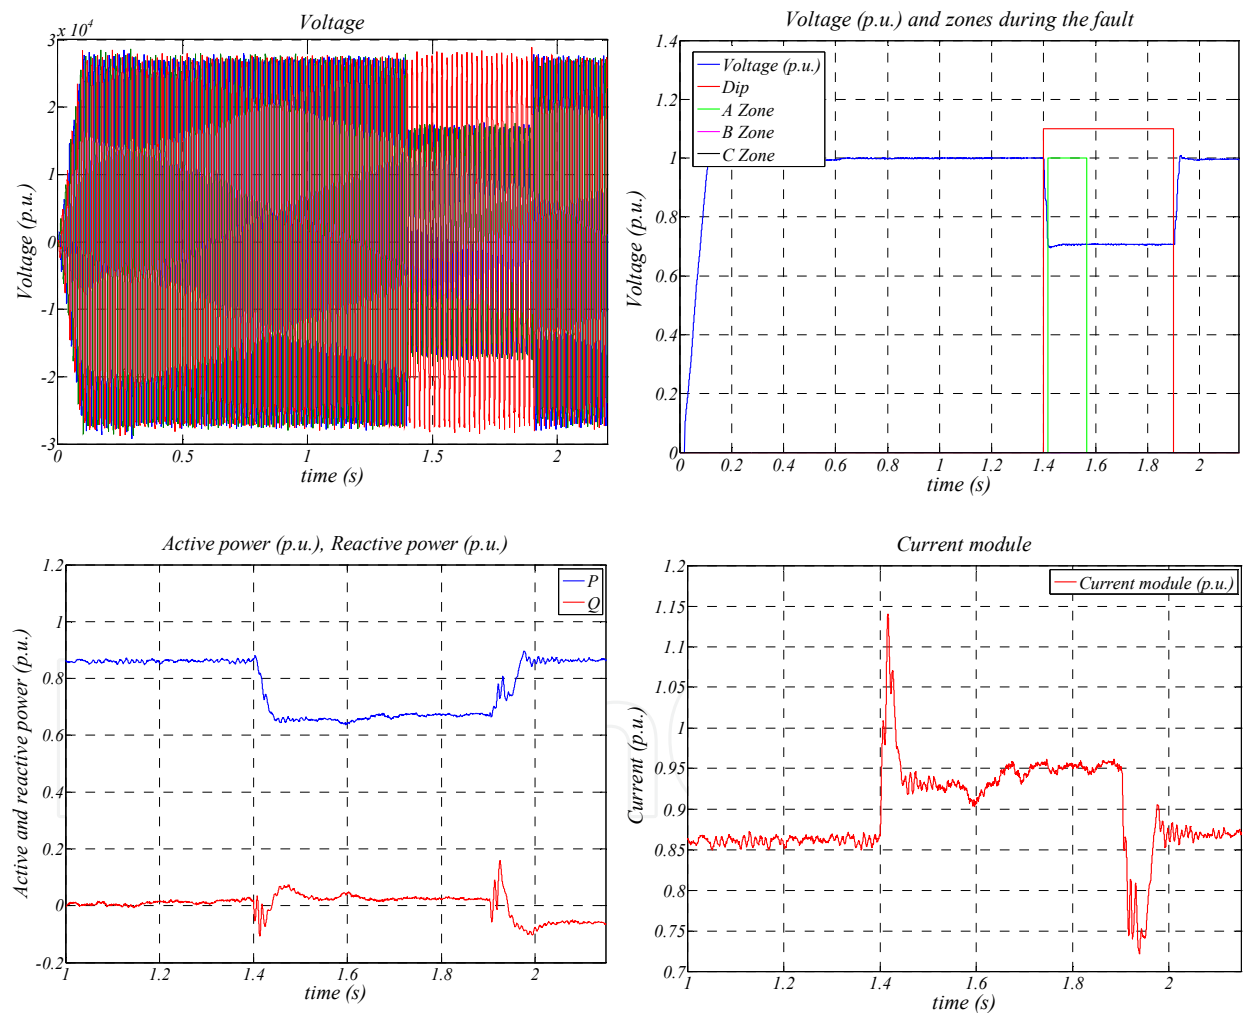 Voltage
x 10^4
3
2
1
0
-1
-2
-3
0 0.5 1 1.5 2
Voltage (p.u.)
time (s)
Voltage (p.u.) and zones during the fault
1.4
1.2
1
0.8
0.6
0.4
0.2
0
0 0.2 0.4 0.6 0.8 1 1.2 1.4 1.6 1.8 2
Voltage (p.u.)
time (s)
Voltage (p.u.)
Dip
A Zone
B Zone
C Zone
Active power (p.u.), Reactive power (p.u.)
1.2
1
0.8
0.6
0.4
0.2
0
-0.2
1 1.2 1.4 1.6 1.8 2
Active and reactive power (p.u.)
time (s)
P
Q
Current module
1.2
1.15
1.1
1.05
1
0.95
0.9
0.85
0.8
0.75
0.7
1 1.2 1.4 1.6 1.8 2
Current (p.u.)
time (s)
Current module (p.u.)